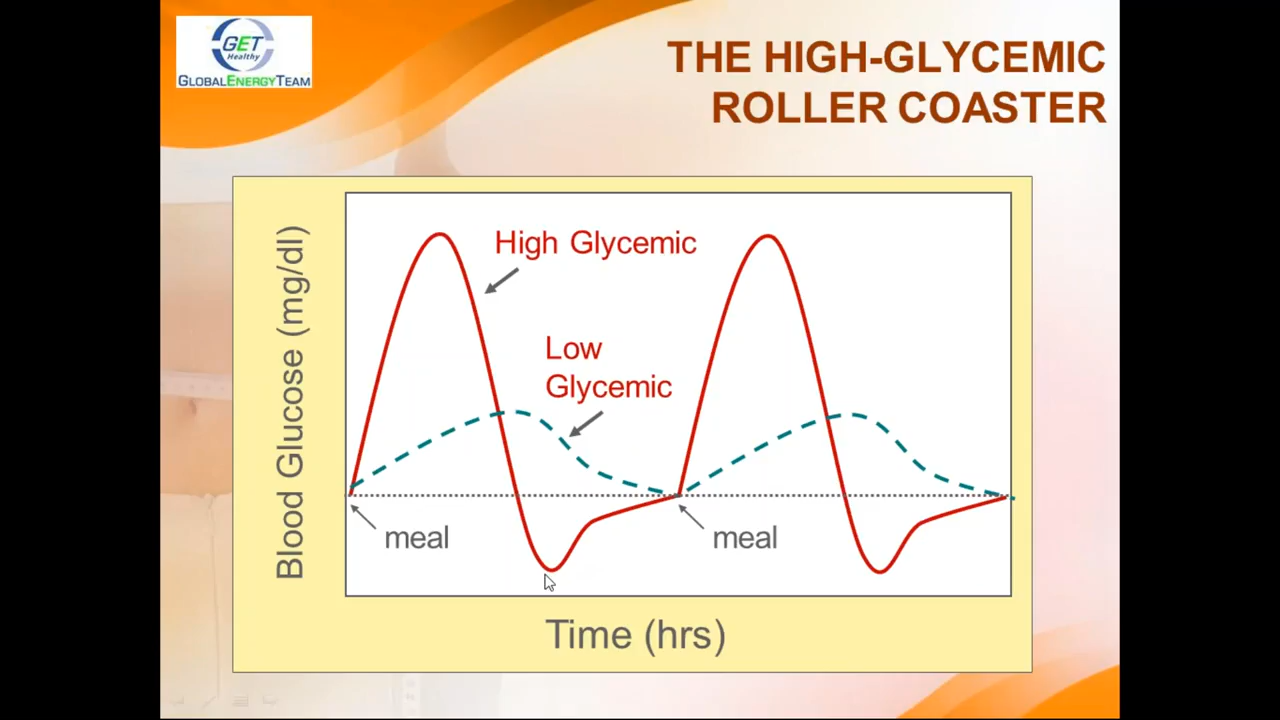 GET
Healthy
GLOBALENERGYTEAM
THE HIGH-GLYCEMIC
ROLLER COASTER
High Glycemic
Low
Glycemic
meal
meal
Blood Glucose (mg/dl)
Time (hrs)